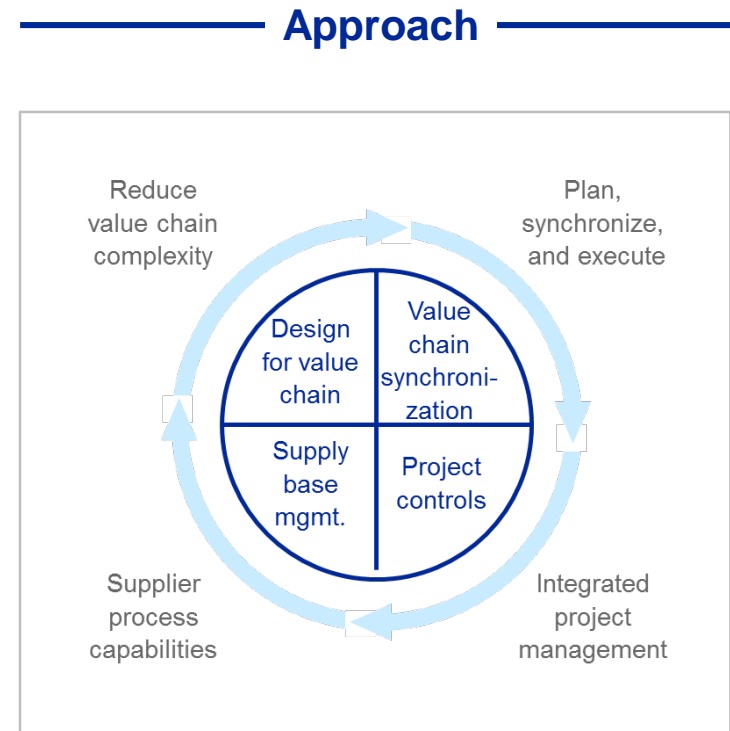 Approach
Reduce
value chain
complexity
Plan,
synchronize,
and execute
Design
for value
chain
Value
chain
synchroni-
zation
Supply
base
mgmt.
Project
controls
Supplier
process
capabilities
Integrated
project
management